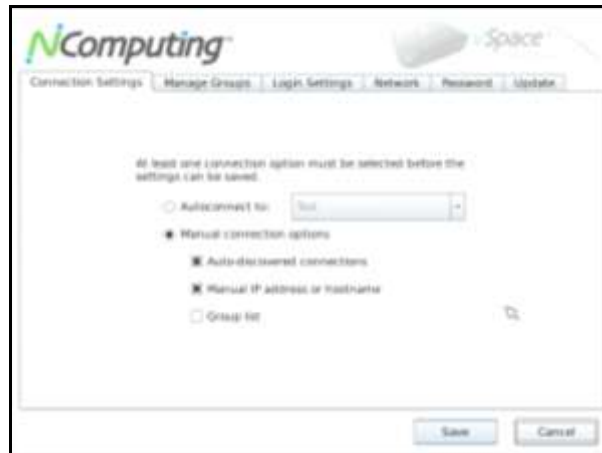 NComputing
vSpace
Connection Settings
Manage Groups
Login Settings
Network
Password
Update
At least one connection option must be selected before the
settings can be saved.
Autoconnect to:
Manual connection options
Auto-discovered connections
Manual IP address or hostname
Group list
Save
Cancel